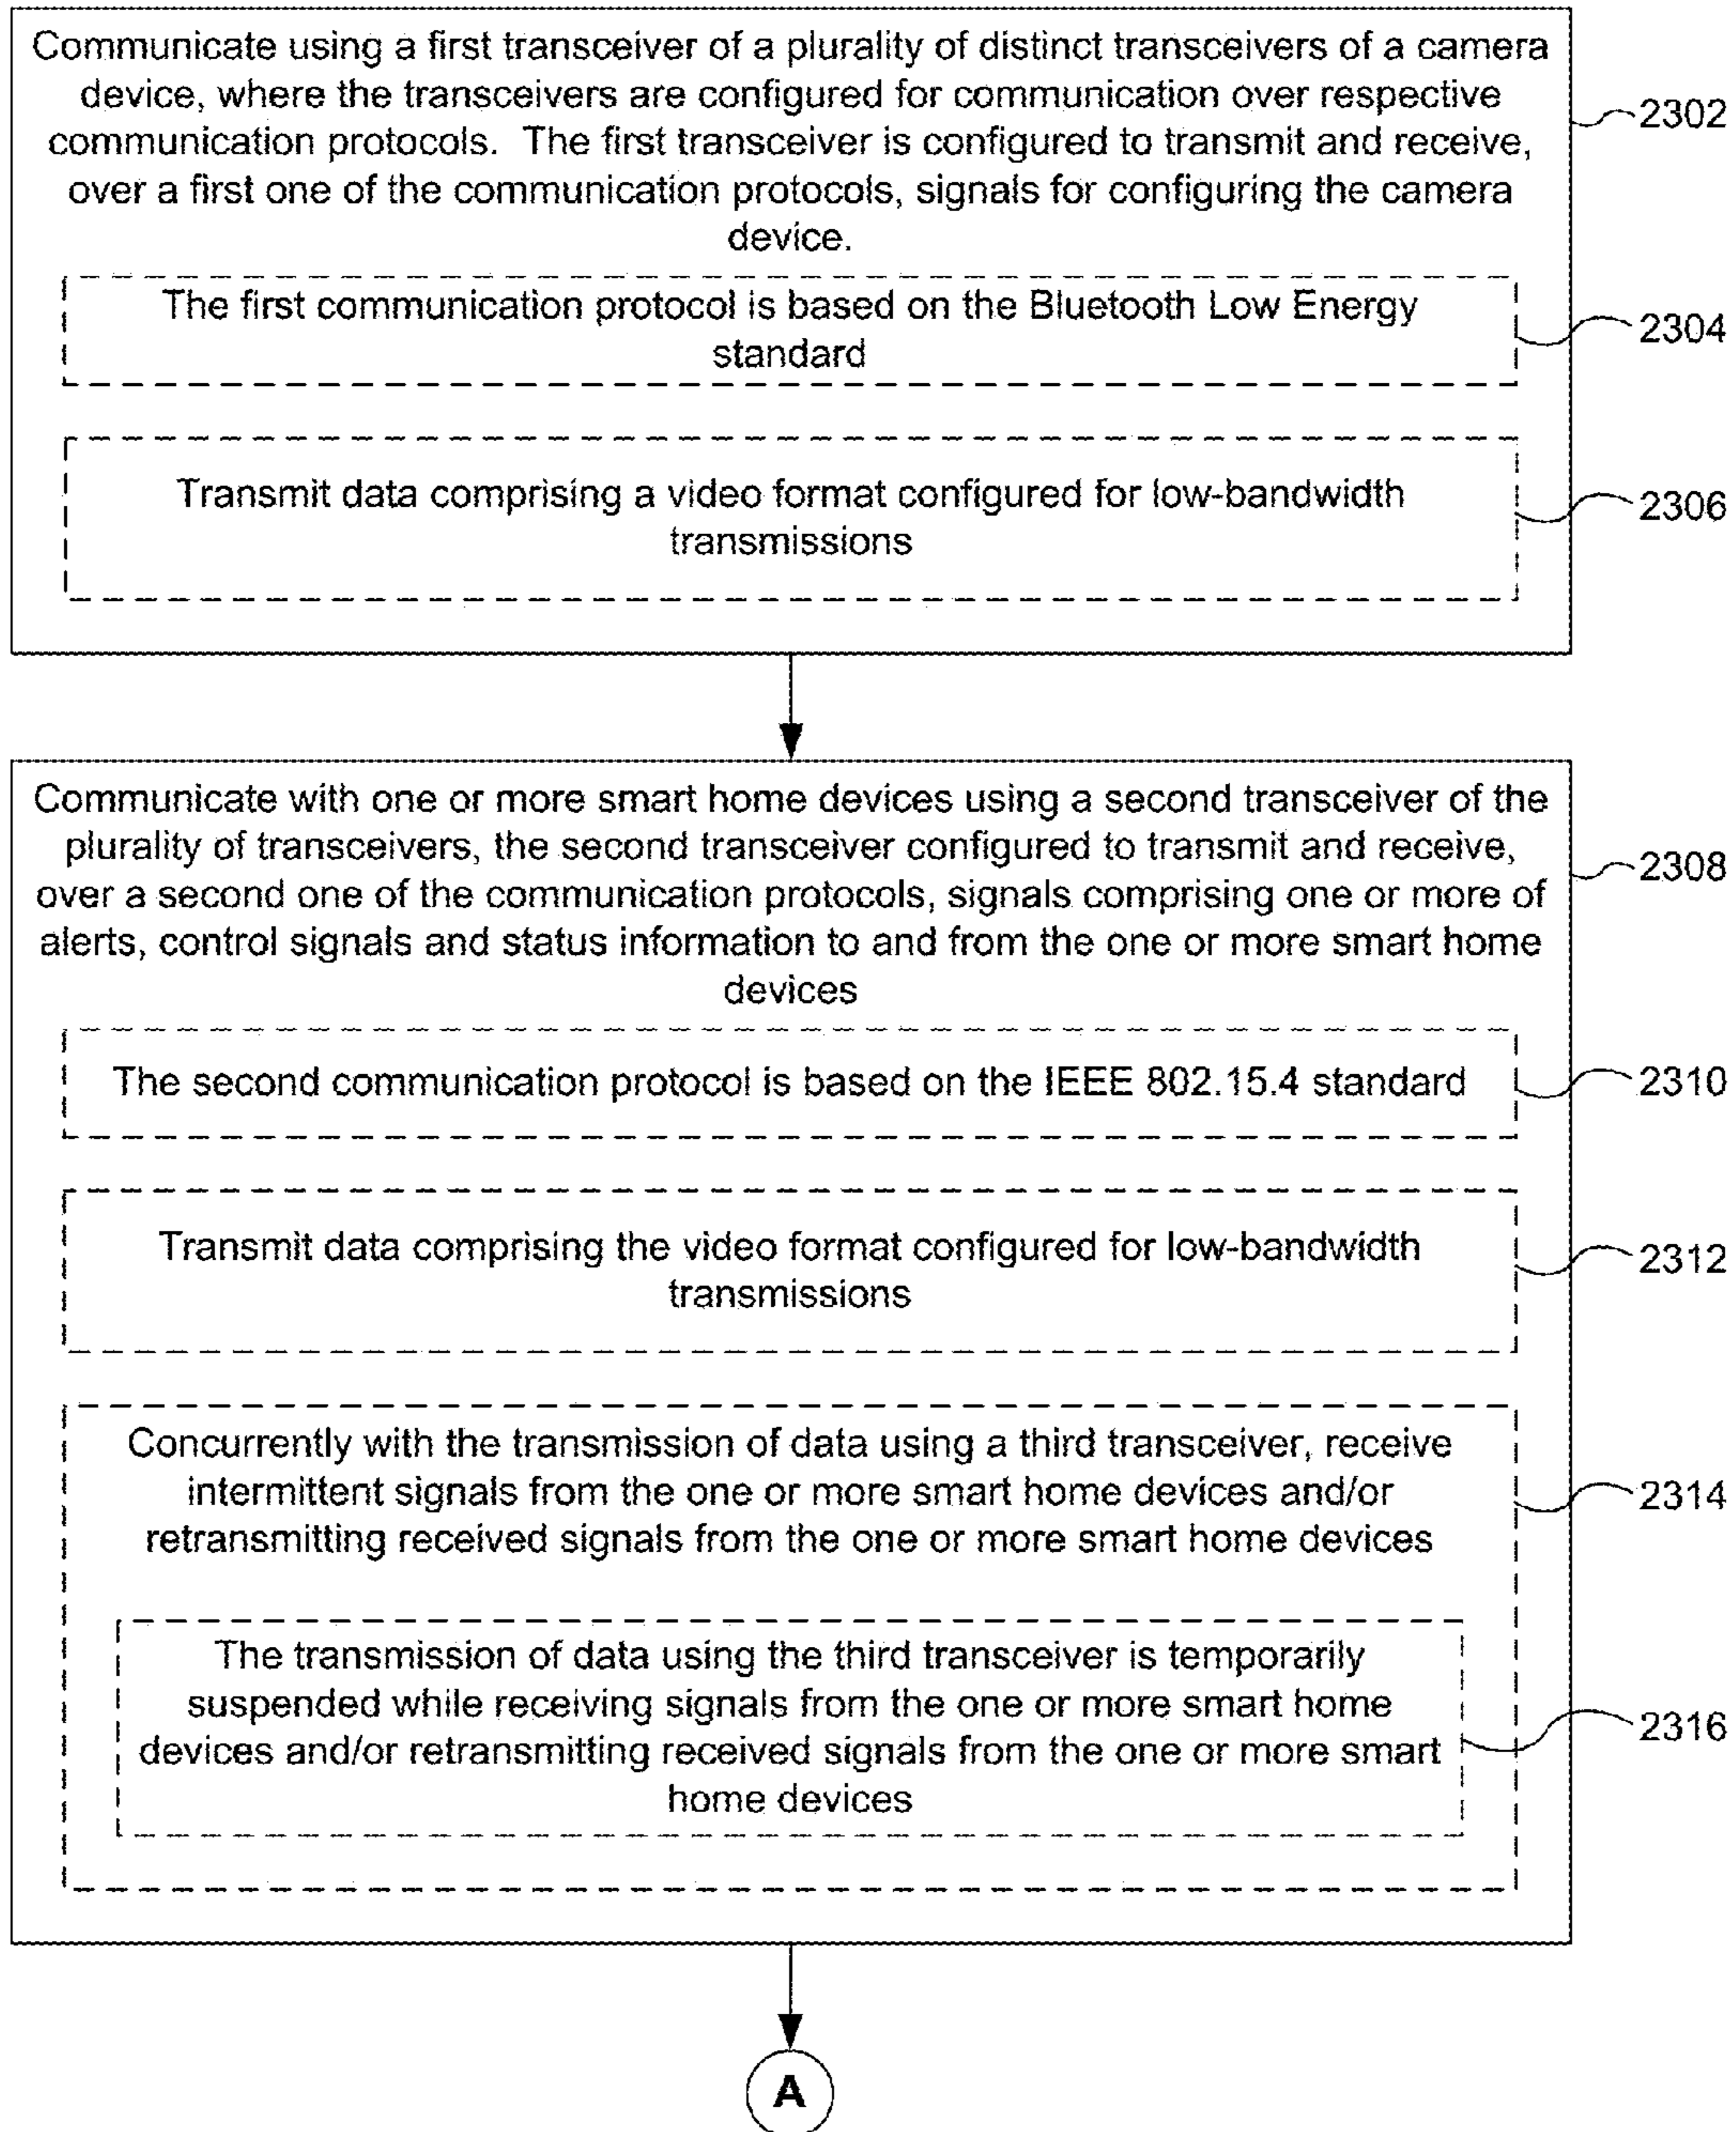 Communicate using a first transceiver of a plurality of distinct transceivers of a camera
device, where the transceivers are configured for communication over respective
communication protocols.  The first transceiver is configured to transmit and receive,
over a first one of the communication protocols, signals for configuring the camera
device.
2302
The first communication protocol is based on the Bluetooth Low Energy
standard
2304
Transmit data comprising a video format configured for low-bandwidth
transmissions
2306
Communicate with one or more smart home devices using a second transceiver of the
plurality of transceivers, the second transceiver configured to transmit and receive,
over a second one of the communication protocols, signals comprising one or more of
alerts, control signals and status information to and from the one or more smart home
devices
2308
The second communication protocol is based on the IEEE 802.15.4 standard
2310
Transmit data comprising the video format configured for low-bandwidth
transmissions
2312
Concurrently with the transmission of data using a third transceiver, receive
intermittent signals from the one or more smart home devices and/or
retransmitting received signals from the one or more smart home devices
2314
The transmission of data using the third transceiver is temporarily
suspended while receiving signals from the one or more smart home
devices and/or retransmitting received signals from the one or more smart
home devices
2316
A